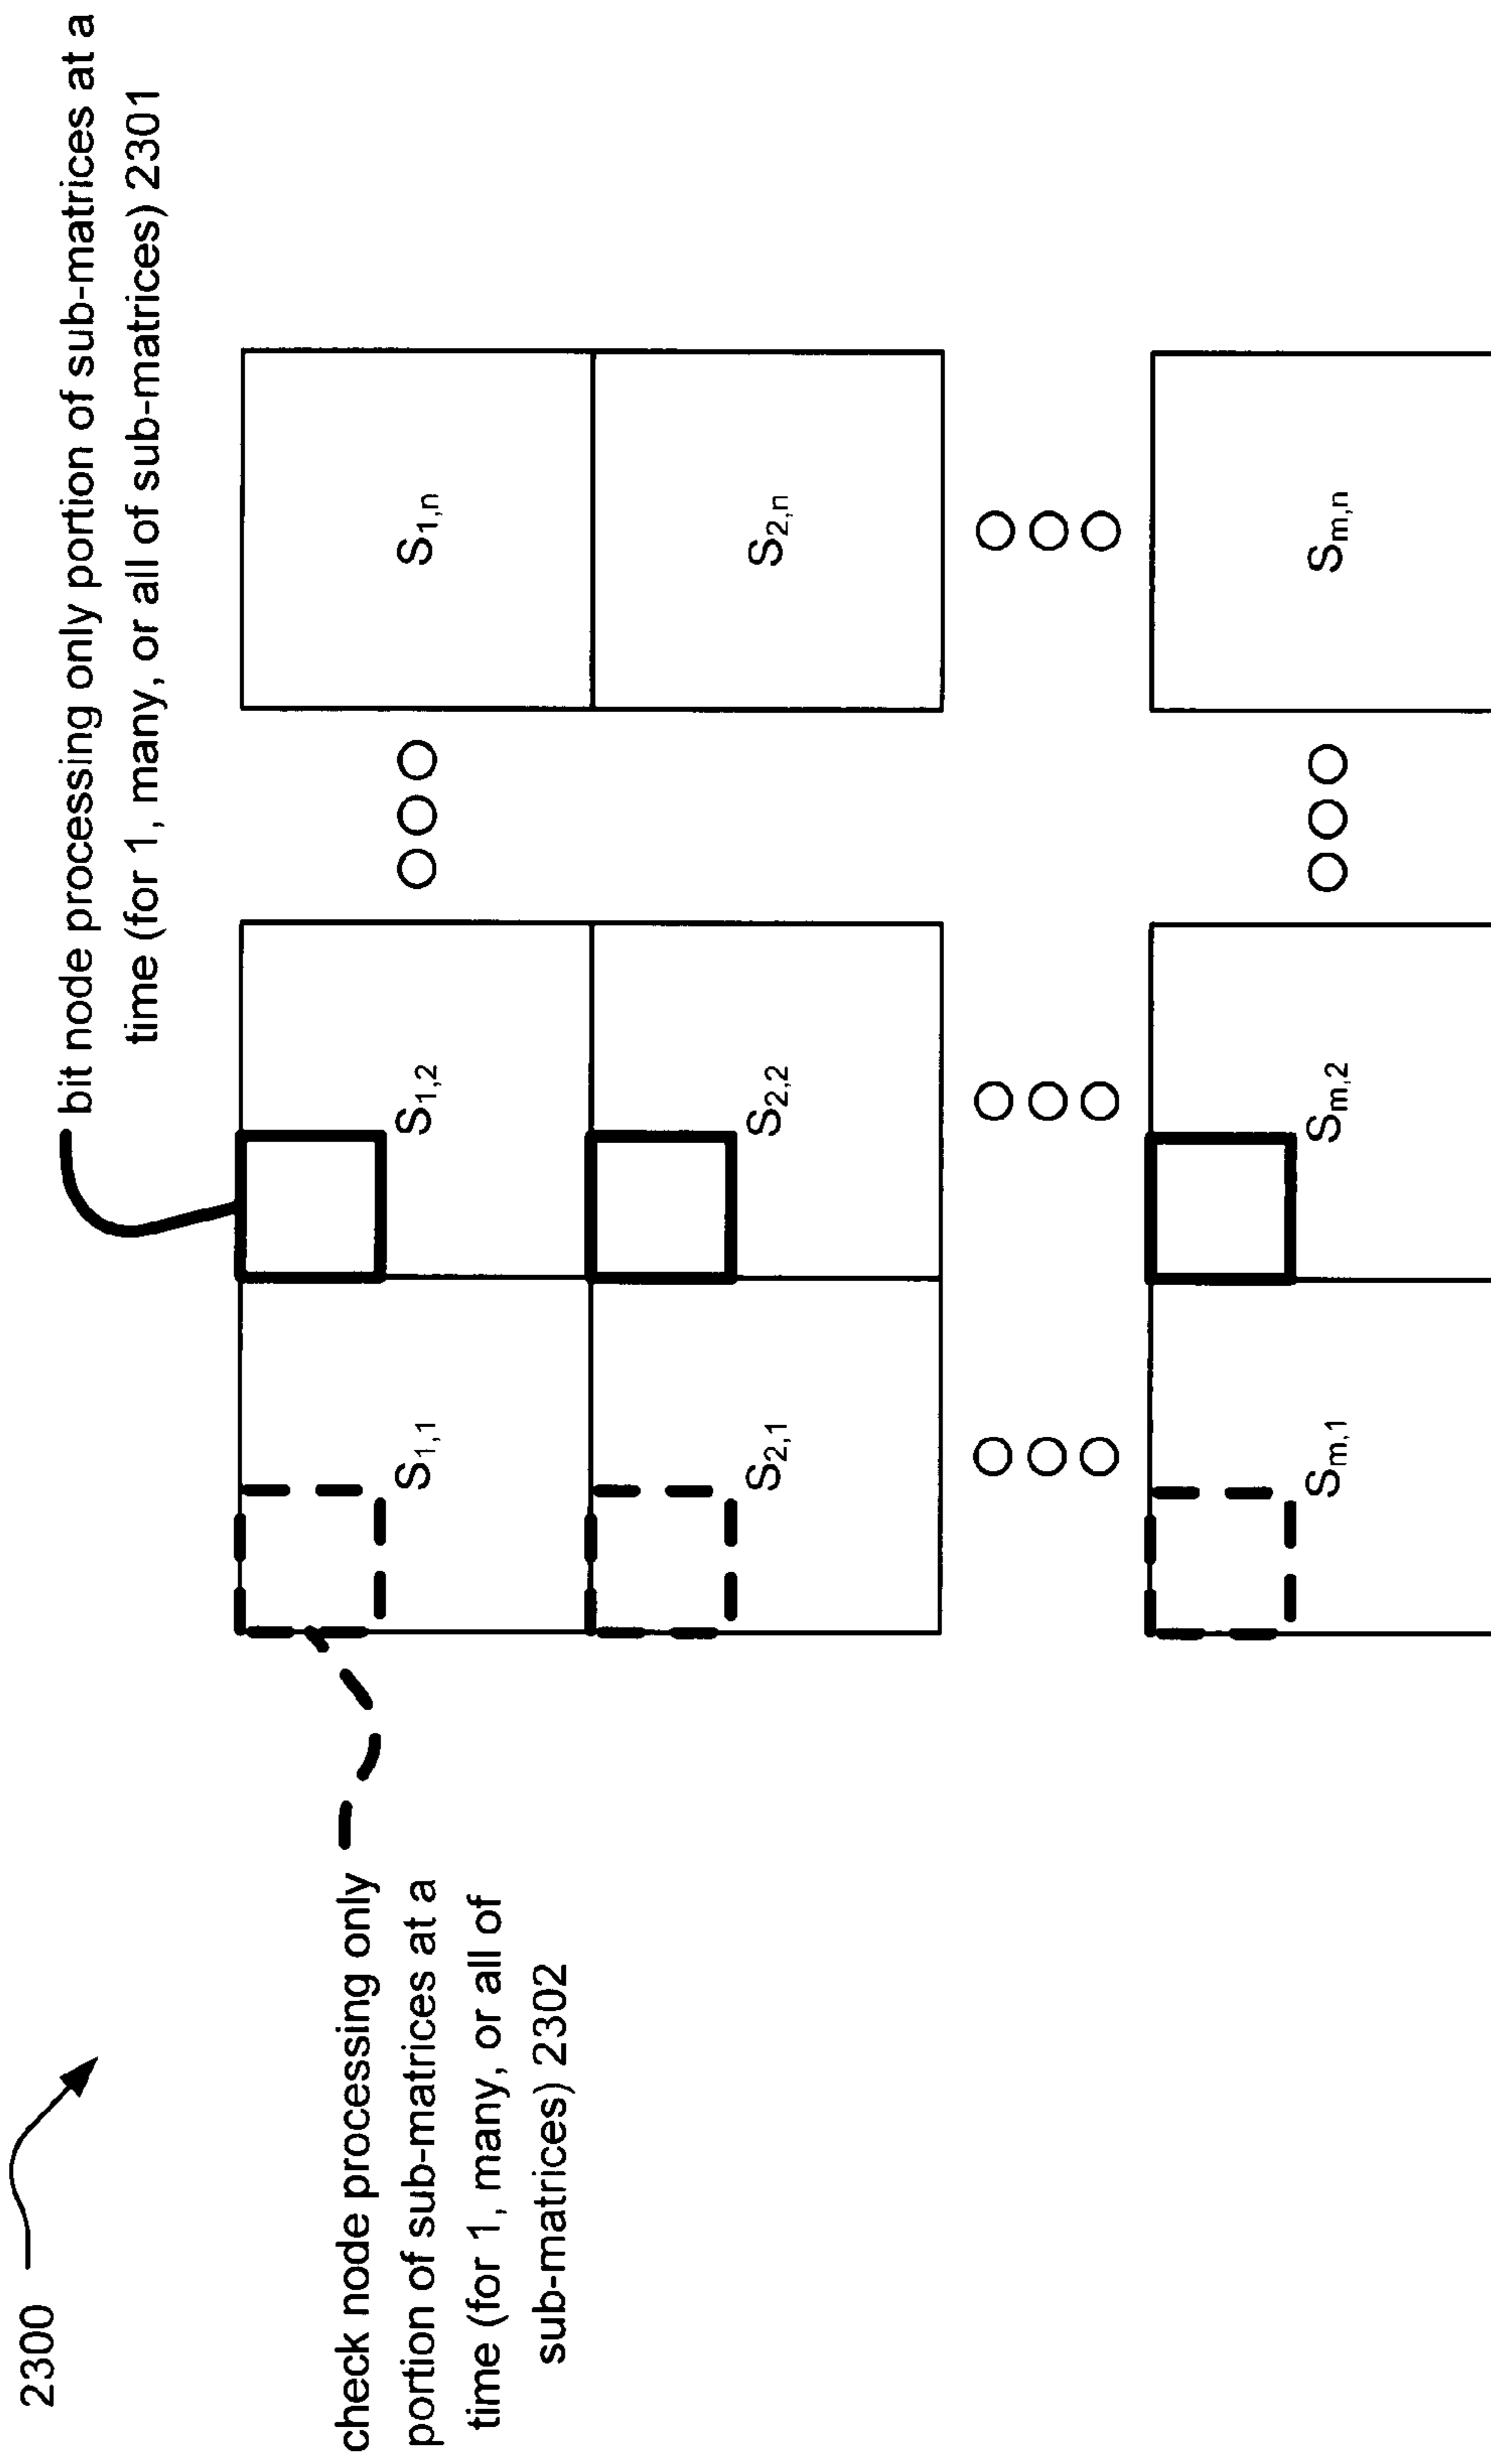 2300
bit node processing only portion of sub-matrices at a
time (for 1, many, or all of sub-matrices) 2301
check node processing only
portion of sub-matrices at a
time (for 1, many, or all of
sub-matrices) 2302
S1,1
S1,2
S1,n
S2,1
S2,2
S2,n
Sm,1
Sm,2
Sm,n